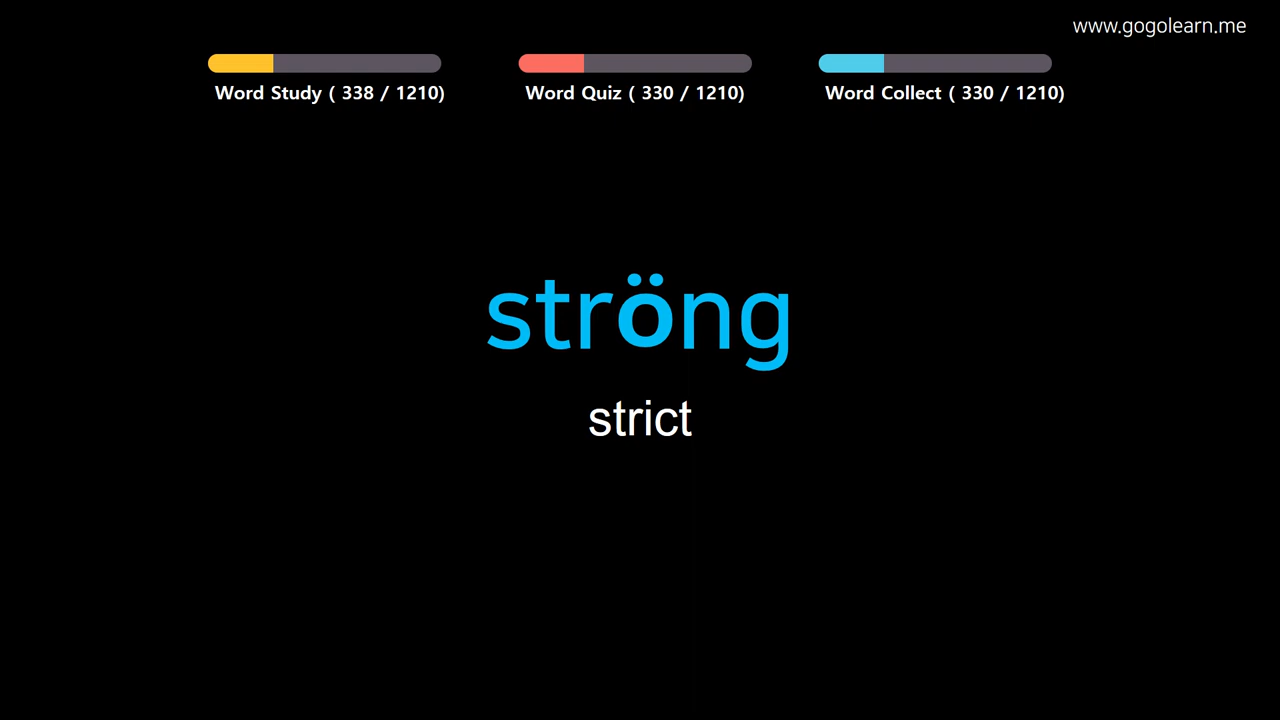 www.gogolearn.me
Word Study ( 338 / 1210)
Word Quiz ( 330 / 1210)
Word Collect ( 330 / 1210)
ströng
strict